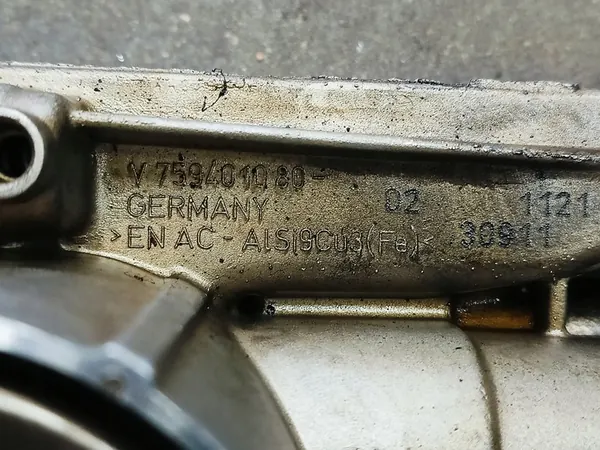 V 7594010 80- 02 1121
GERMANY 30911
>EN AC - AlSi9Cu3(Fe)<